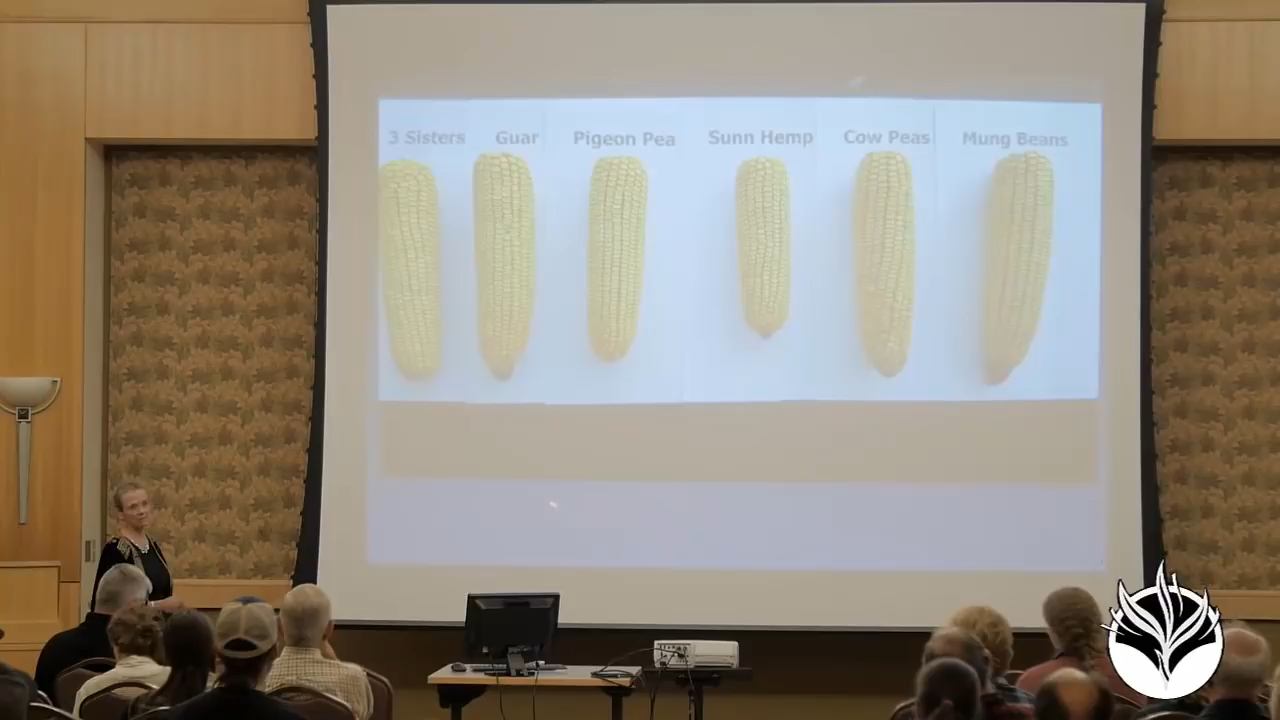 3 Sisters
Guar
Pigeon Pea
Sunn Hemp
Cow Peas
Mung Beans